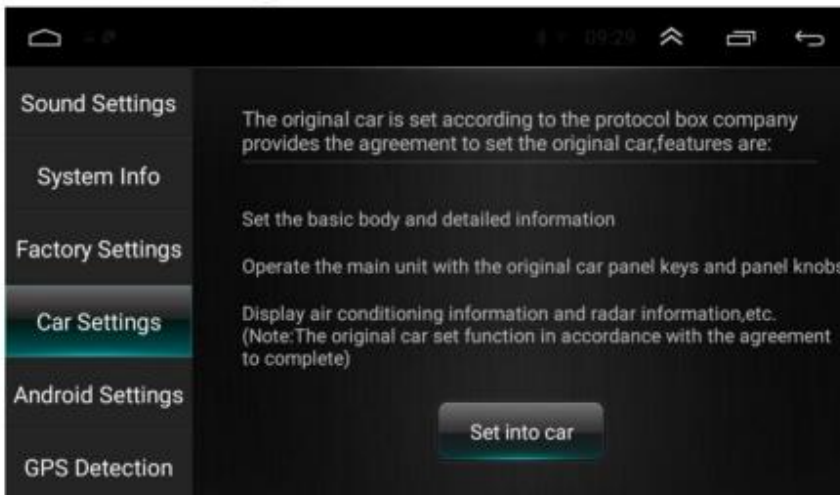 09:29
Sound Settings
System Info
Factory Settings
Car Settings
Android Settings
GPS Detection
The original car is set according to the protocol box company
provides the agreement to set the original car,features are:
Set the basic body and detailed information
Operate the main unit with the original car panel keys and panel knobs
Display air conditioning information and radar information,etc.
(Note:The original car set function in accordance with the agreement
to complete)
Set into car